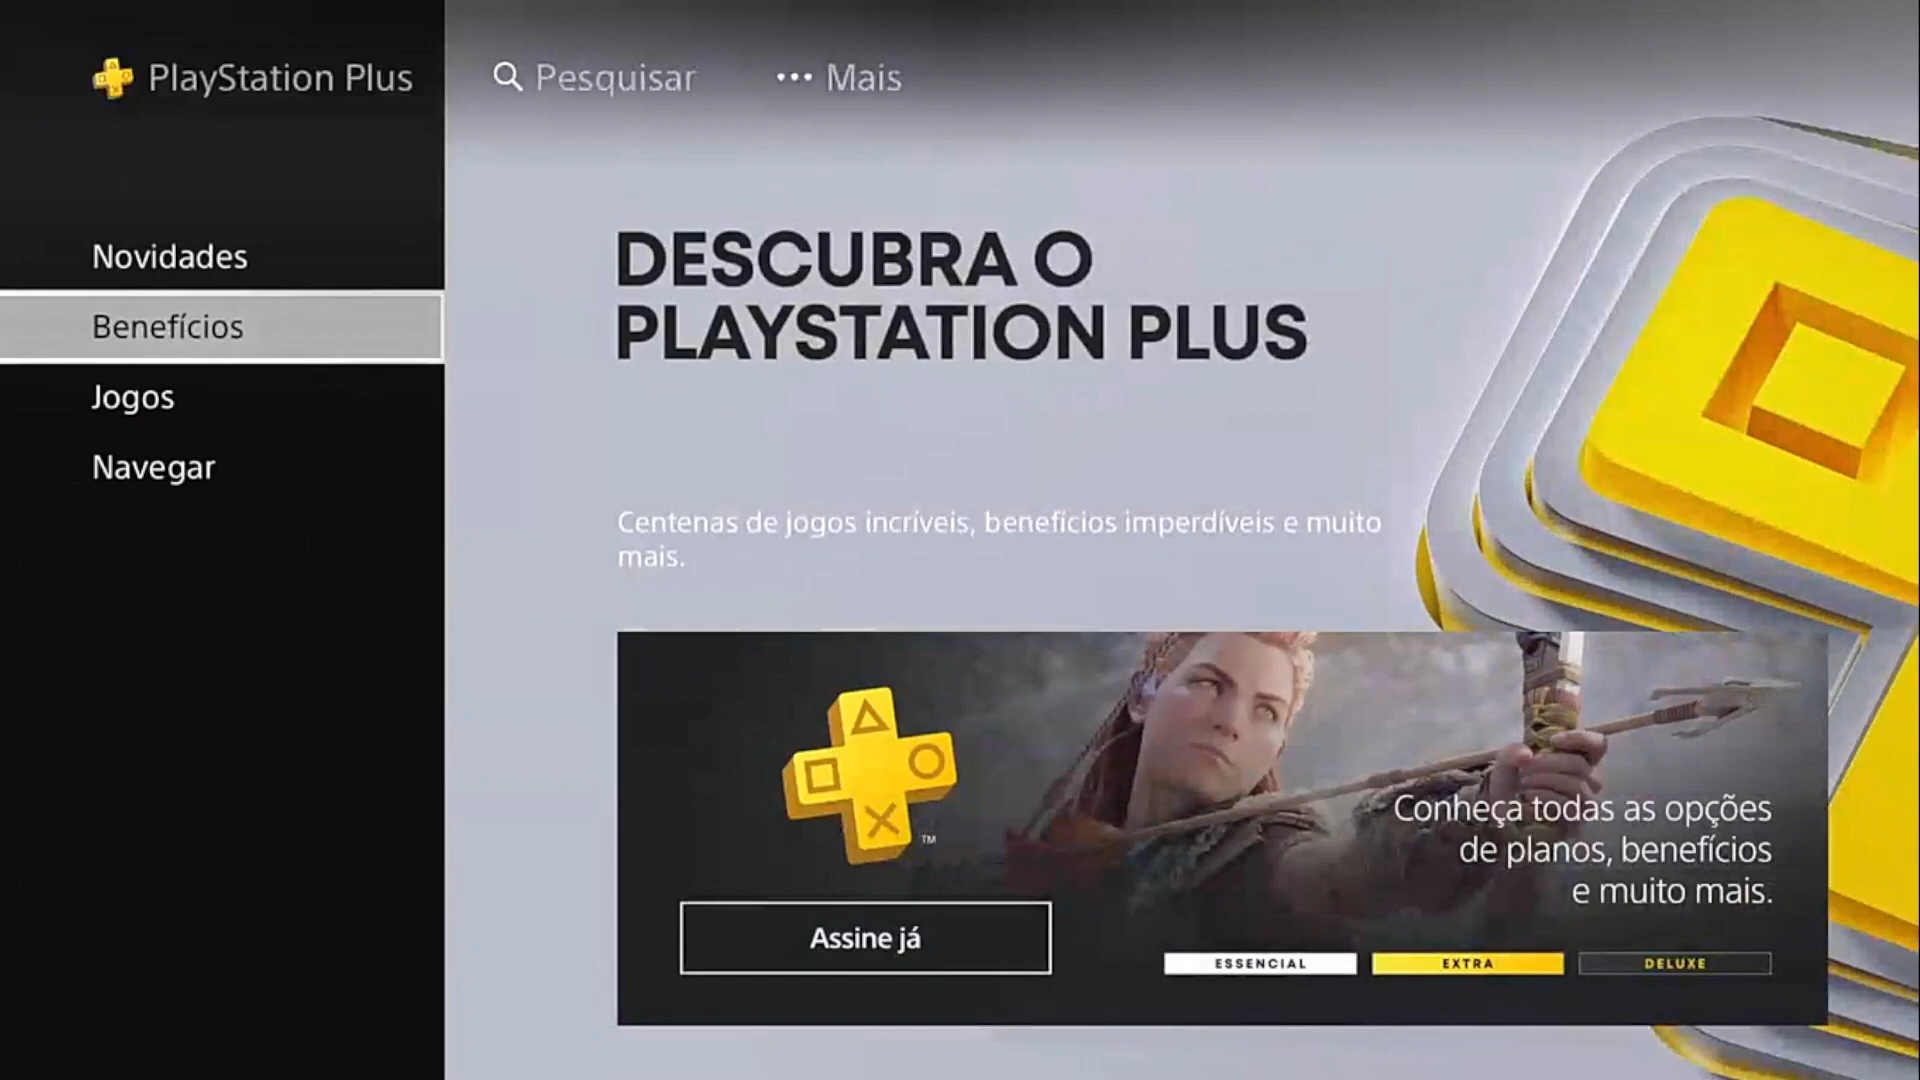 PlayStation Plus
Pesquisar
Mais
Novidades
Benefícios
Jogos
Navegar
DESCUBRA O
PLAYSTATION PLUS
Centenas de jogos incríveis, benefícios imperdíveis e muito
mais.
TM
Assine já
Conheça todas as opções
de planos, benefícios
e muito mais.
ESSENCIAL
EXTRA
DELUXE